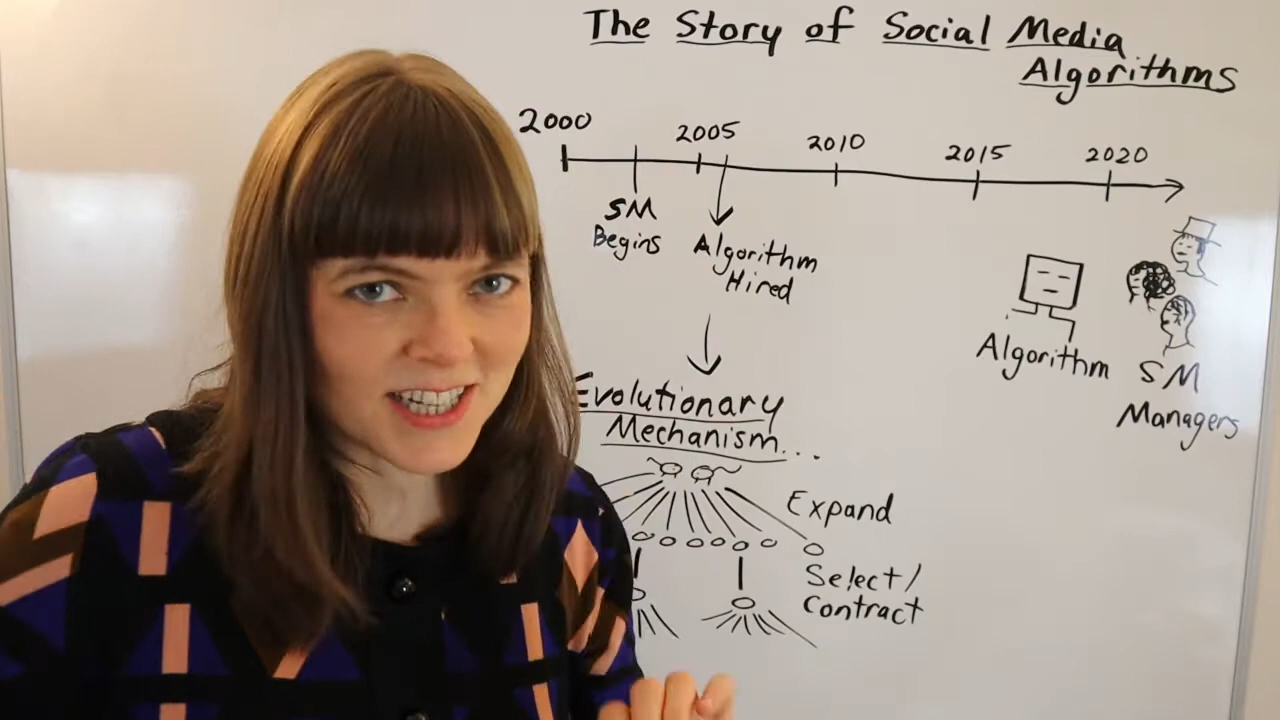 The Story of Social Media
Algorithms
2000 2005 2010 2015 2020
SM
Begins
Algorithm
Hired
Algorithm
SM
Managers
Evolutionary
Mechanism...
Expand
Select/
Contract